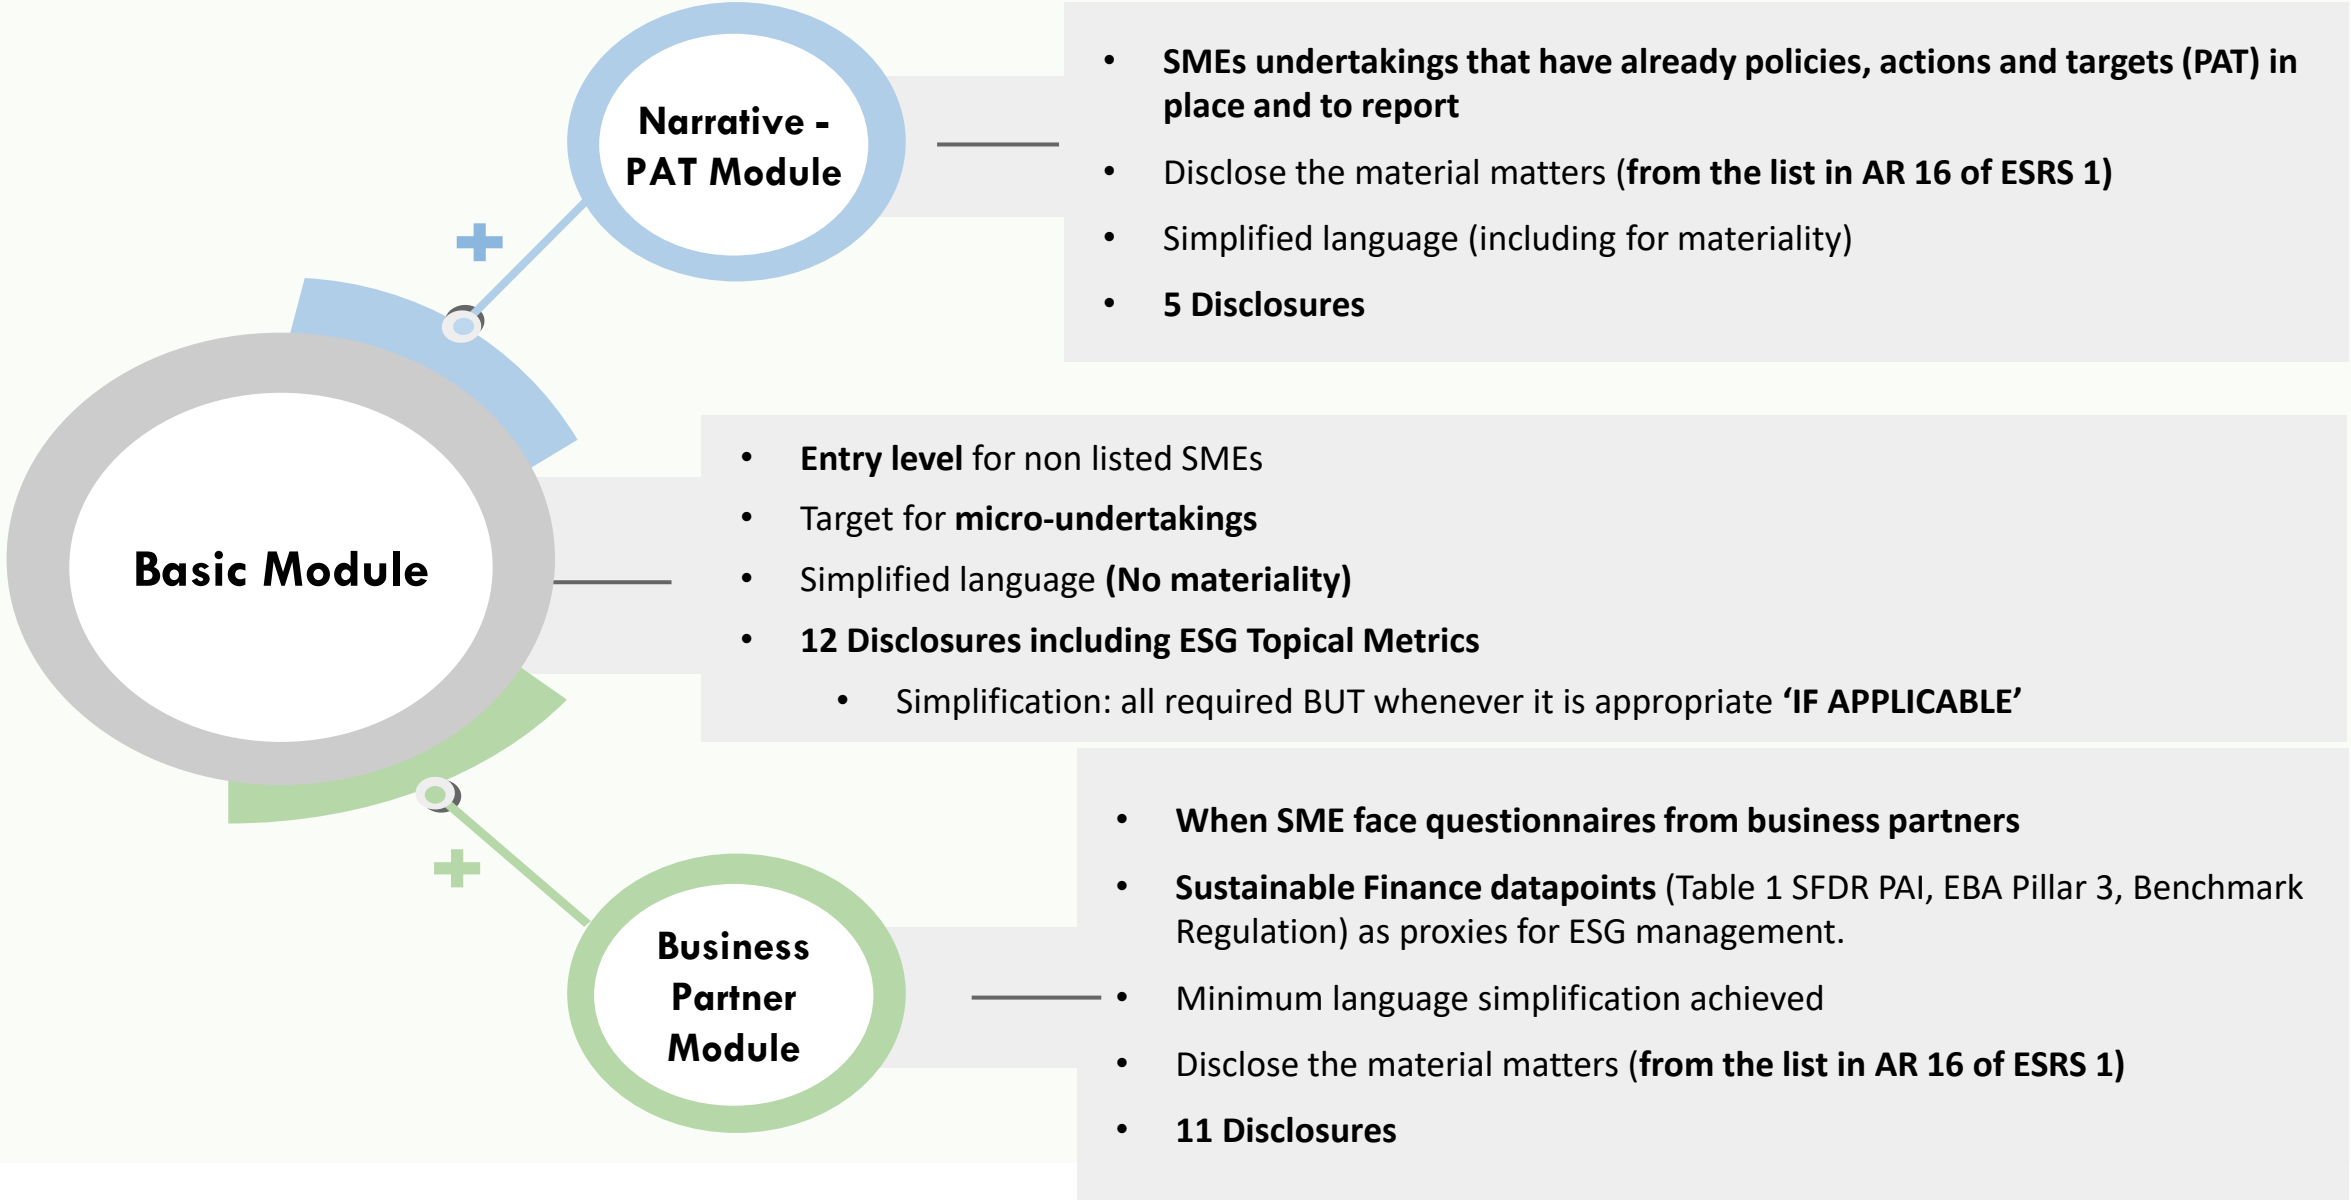 Narrative -
PAT Module
• SMEs undertakings that have already policies, actions and targets (PAT) in
place and to report
• Disclose the material matters (from the list in AR 16 of ESRS 1)
• Simplified language (including for materiality)
• 5 Disclosures
Basic Module
• Entry level for non listed SMEs
• Target for micro-undertakings
• Simplified language (No materiality)
• 12 Disclosures including ESG Topical Metrics
• Simplification: all required BUT whenever it is appropriate ‘IF APPLICABLE’
Business
Partner
Module
• When SME face questionnaires from business partners
• Sustainable Finance datapoints (Table 1 SFDR PAI, EBA Pillar 3, Benchmark
Regulation) as proxies for ESG management.
• Minimum language simplification achieved
• Disclose the material matters (from the list in AR 16 of ESRS 1)
• 11 Disclosures